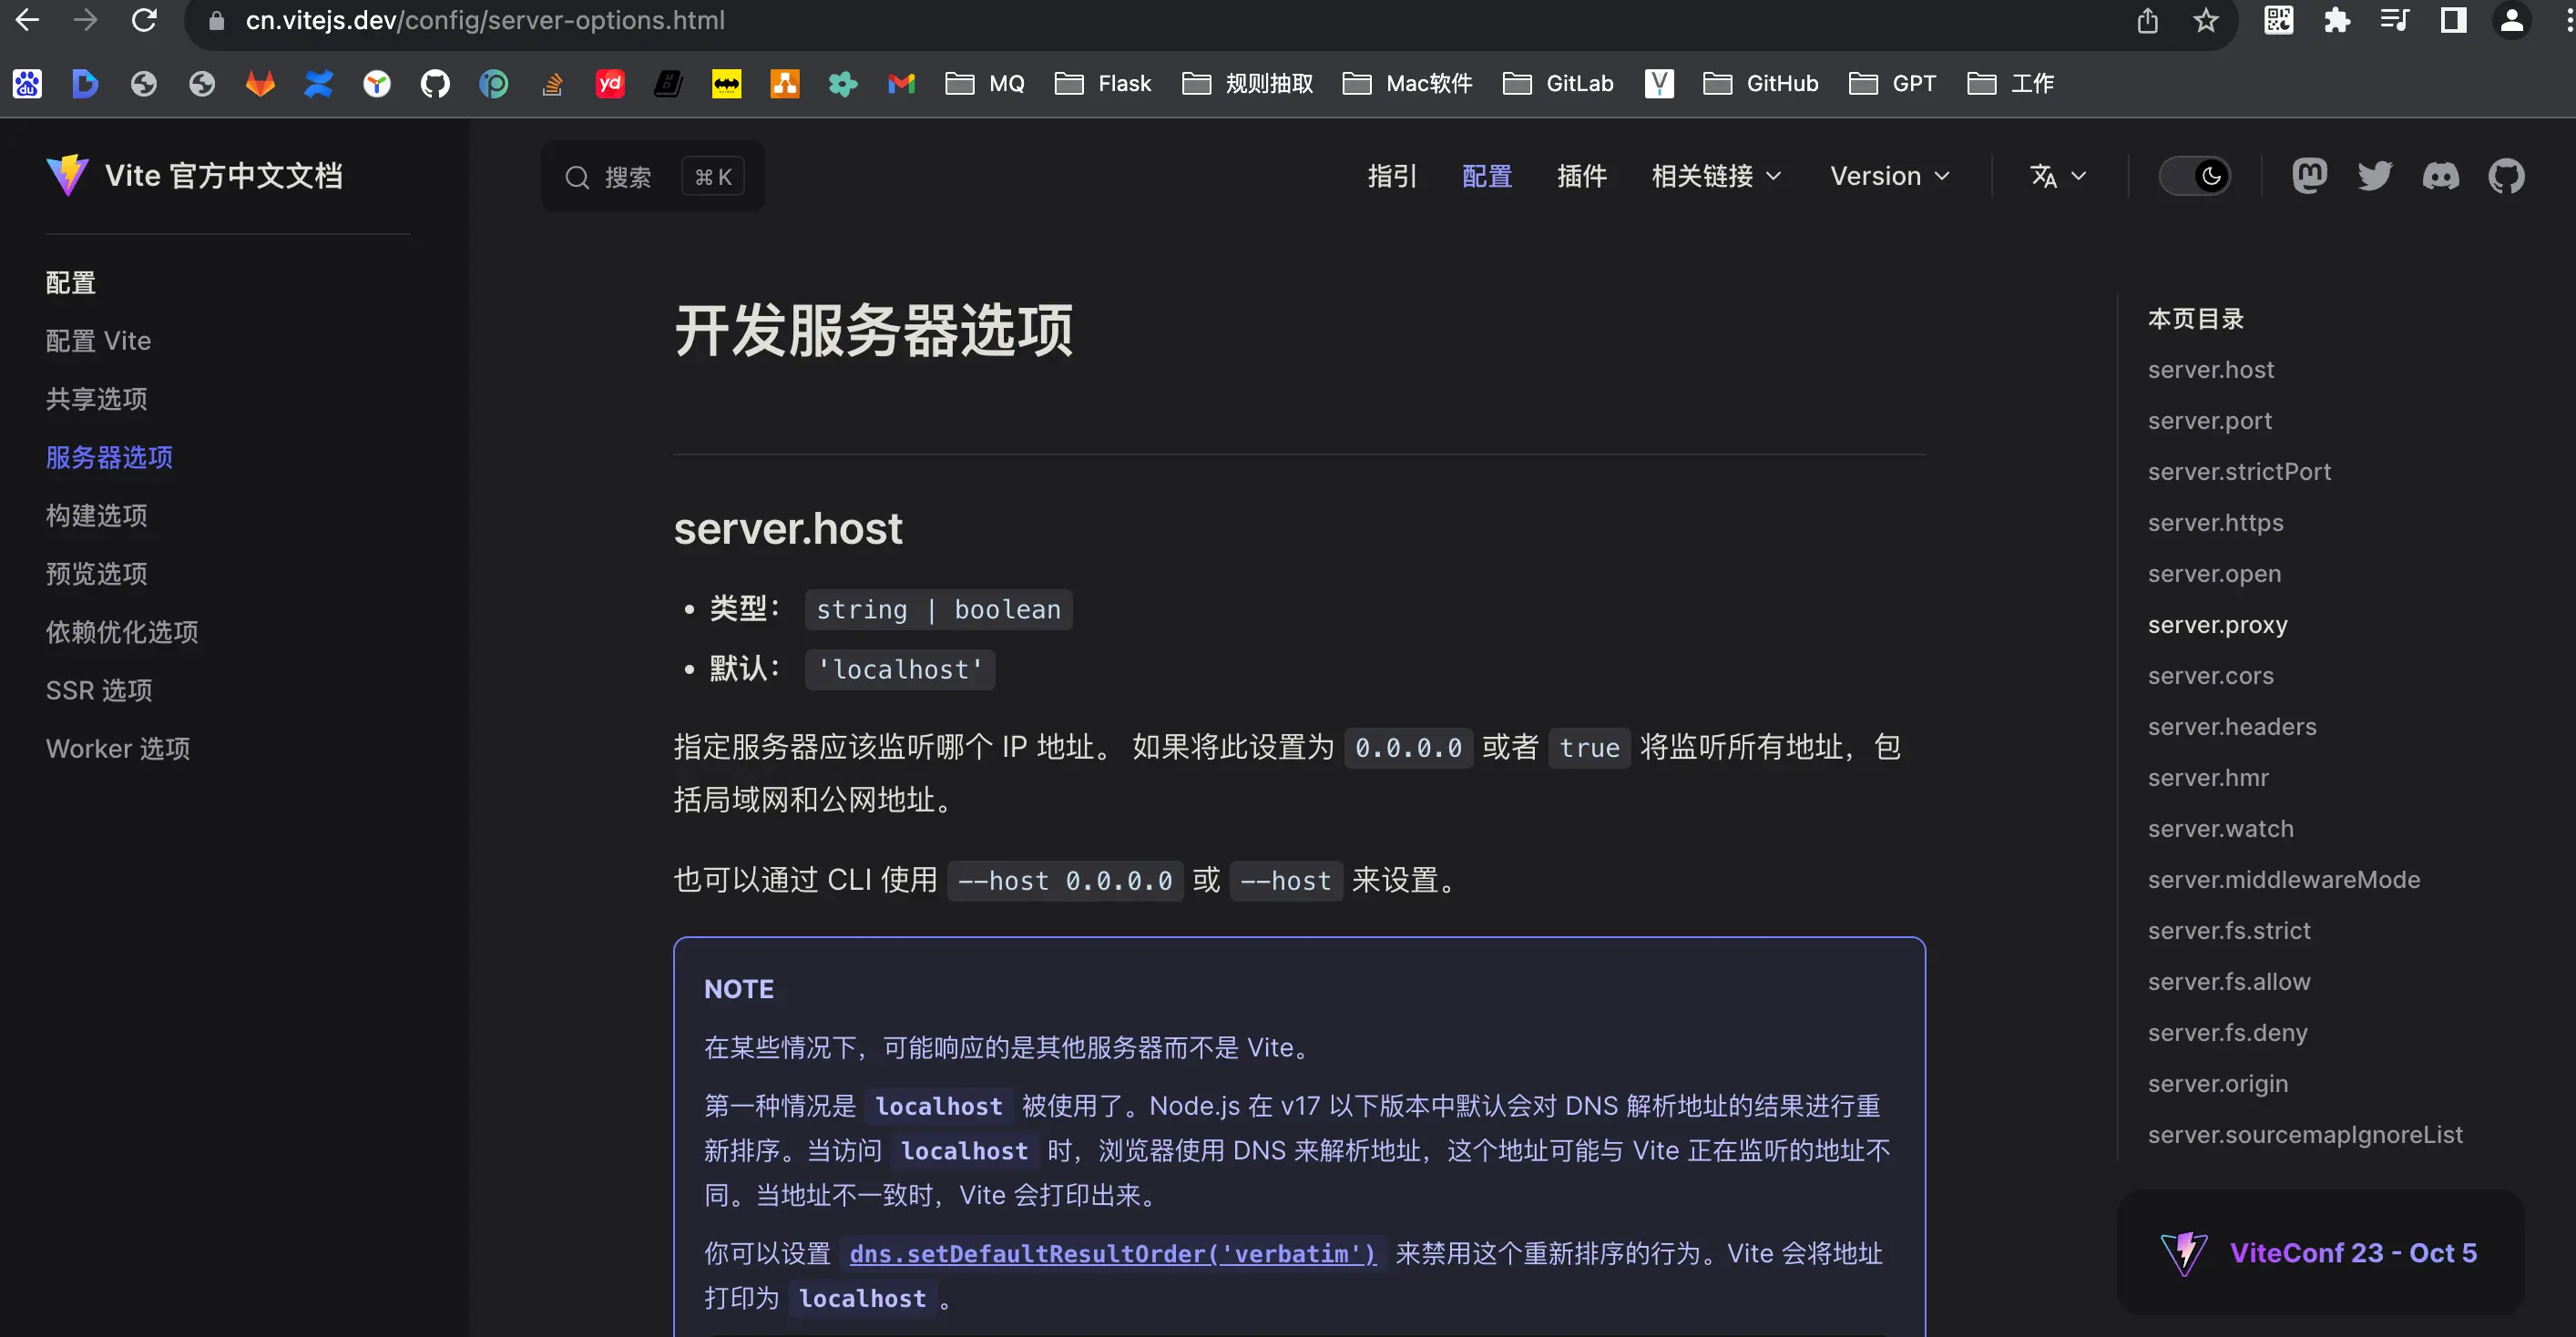 cn.vitejs.dev/config/server-options.html
MQ Flask 规则抽取 Mac软件 GitLab GitHub GPT 工作
Vite 官方中文文档
搜索 ⌘ K
指引 配置 插件 相关链接 Version
配置
配置 Vite
共享选项
服务器选项
构建选项
预览选项
依赖优化选项
SSR 选项
Worker 选项
开发服务器选项
server.host
• 类型： string | boolean
• 默认： 'localhost'
指定服务器应该监听哪个 IP 地址。 如果将此设置为 0.0.0.0 或者 true 将监听所有地址，包
括局域网和公网地址。
也可以通过 CLI 使用 --host 0.0.0.0 或 --host 来设置。
NOTE
在某些情况下，可能响应的是其他服务器而不是 Vite。
第一种情况是 localhost 被使用了。Node.js 在 v17 以下版本中默认会对 DNS 解析地址的结果进行重
新排序。当访问 localhost 时，浏览器使用 DNS 来解析地址，这个地址可能与 Vite 正在监听的地址不
同。当地址不一致时，Vite 会打印出来。
你可以设置 dns.setDefaultResultOrder('verbatim') 来禁用这个重新排序的行为。Vite 会将地址
打印为 localhost 。
本页目录
server.host
server.port
server.strictPort
server.https
server.open
server.proxy
server.cors
server.headers
server.hmr
server.watch
server.middlewareMode
server.fs.strict
server.fs.allow
server.fs.deny
server.origin
server.sourcemapIgnoreList
ViteConf 23 - Oct 5